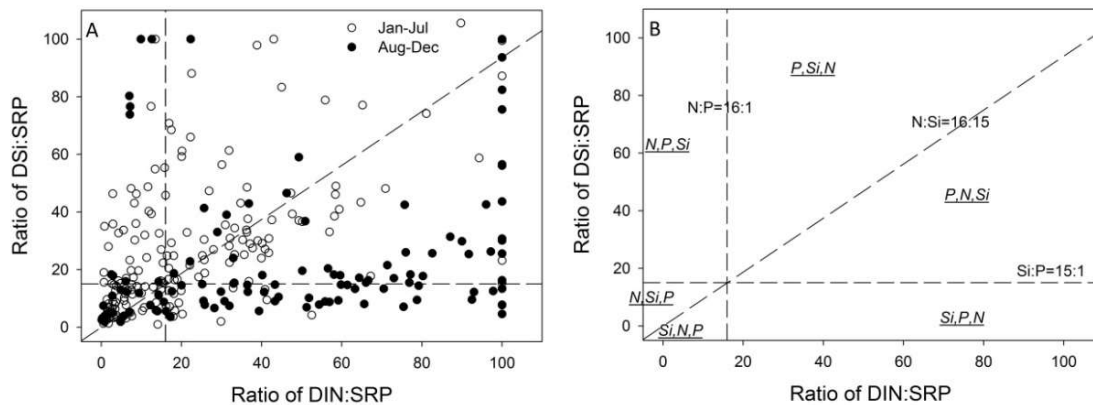 A
Jan-Jul
Aug-Dec
100
80
60
40
20
0
Ratio of DSi:SRP
0 20 40 60 80 100
Ratio of DIN:SRP
B
P,Si,N
N:P=16:1
N:Si=16:15
N,P,Si
P,N,Si
Si:P=15:1
N,Si,P
Si,P,N
Si,N,P
100
80
60
40
20
0
Ratio of DSi:SRP
0 20 40 60 80 100
Ratio of DIN:SRP